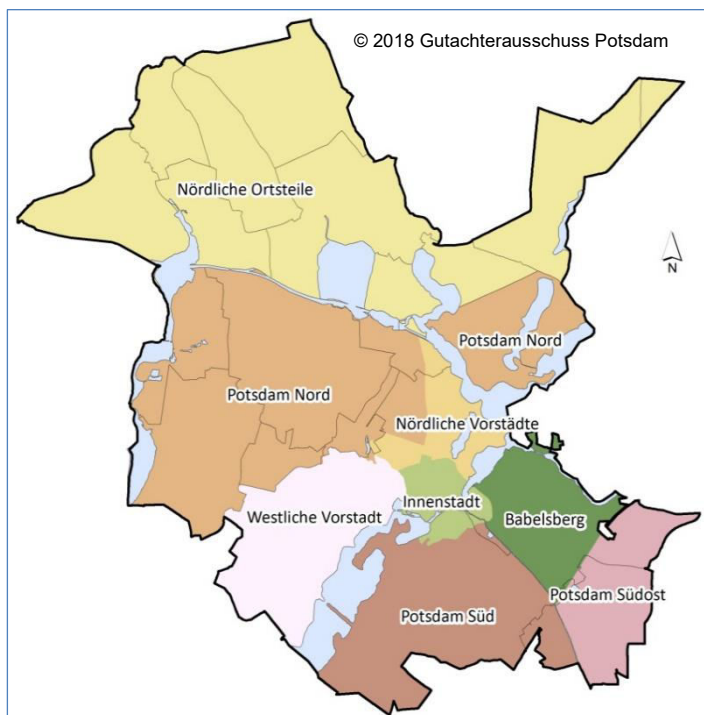 © 2018 Gutachterausschuss Potsdam
Nördliche Ortsteile
N
Potsdam Nord
Potsdam Nord
Nördliche Vorstädte
Innenstadt
Westliche Vorstadt
Babelsberg
Potsdam Südost
Potsdam Süd